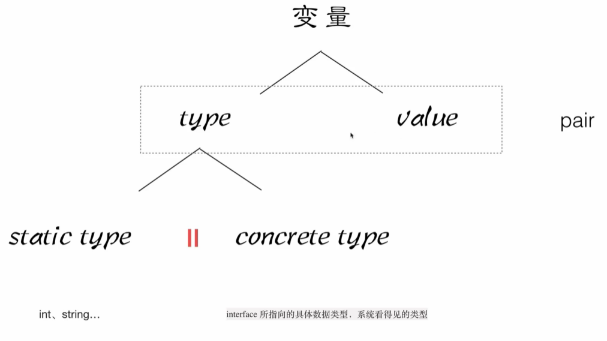 变量
type value pair
static type || concrete type
int、string... interface 所指向的具体数据类型，系统看得见的类型